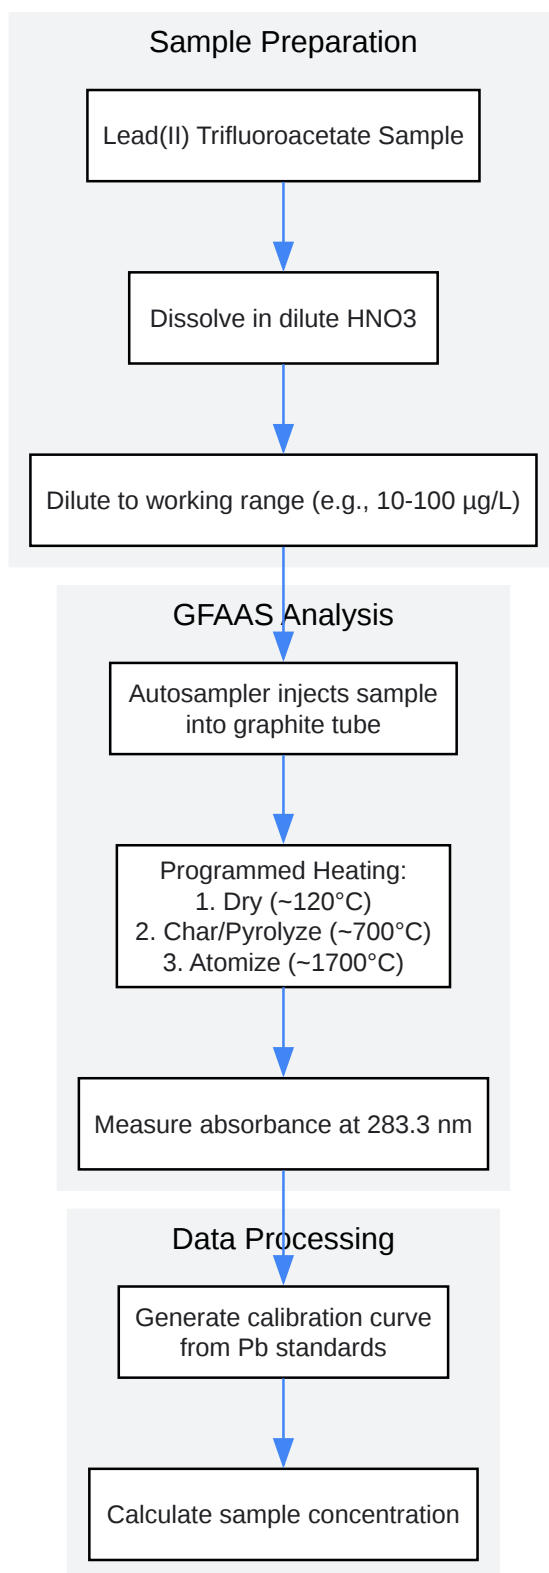 Sample Preparation
Lead(II) Trifluoroacetate Sample
Dissolve in dilute HNO3
Dilute to working range (e.g., 10-100 µg/L)
GFAAS Analysis
Autosampler injects sample
into graphite tube
Programmed Heating:
1. Dry (~120°C)
2. Char/Pyrolyze (~700°C)
3. Atomize (~1700°C)
Measure absorbance at 283.3 nm
Data Processing
Generate calibration curve
from Pb standards
Calculate sample concentration